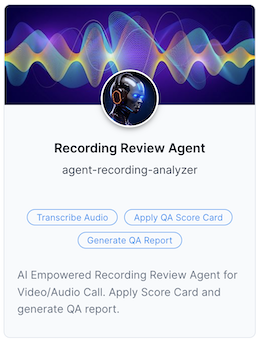 Recording Review Agent
agent-recording-analyzer
Transcribe Audio
Apply QA Score Card
Generate QA Report
AI Empowered Recording Review Agent for
Video/Audio Call. Apply Score Card and
generate QA report.